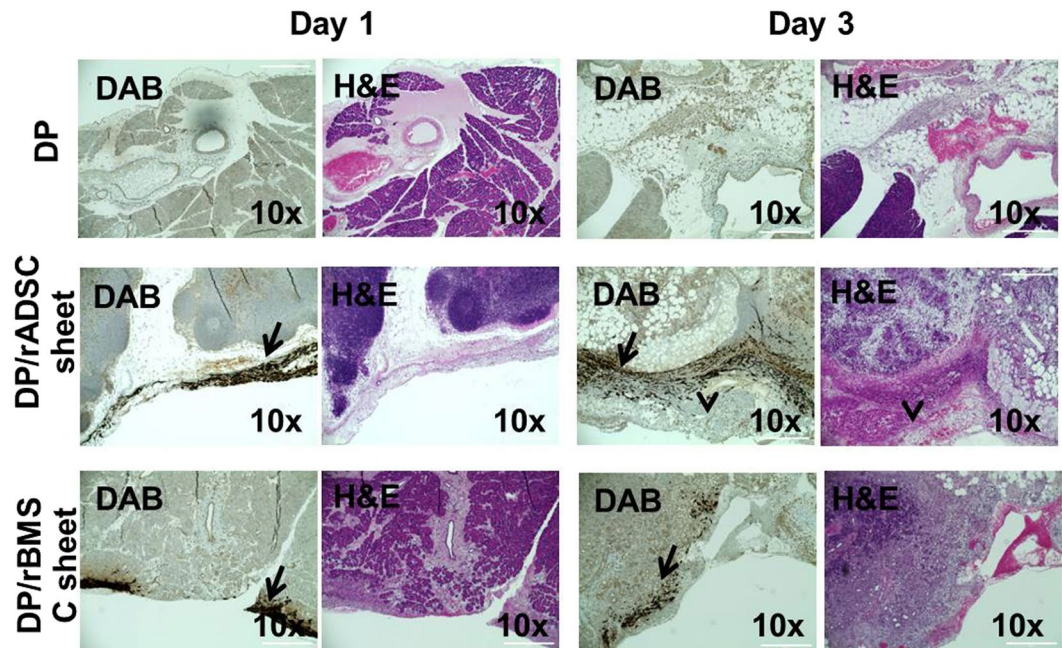 Day 1 Day 3
DP
DAB H&E DAB H&E
10x 10x 10x 10x
DP/rADSC
sheet
DAB H&E DAB H&E
10x 10x 10x 10x
DP/rBMS
C sheet
DAB H&E DAB H&E
10x 10x 10x 10x